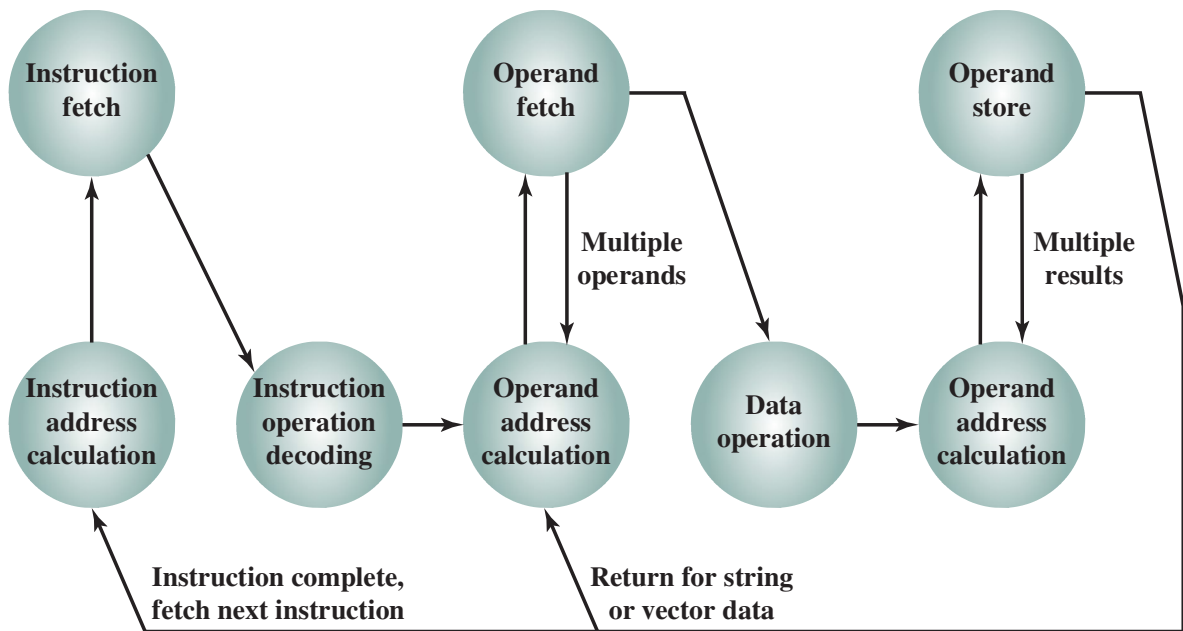 Instruction
fetch
Operand
fetch
Operand
store
Multiple
operands
Multiple
results
Instruction
address
calculation
Instruction
operation
decoding
Operand
address
calculation
Data
operation
Operand
address
calculation
Instruction complete,
fetch next instruction
Return for string
or vector data